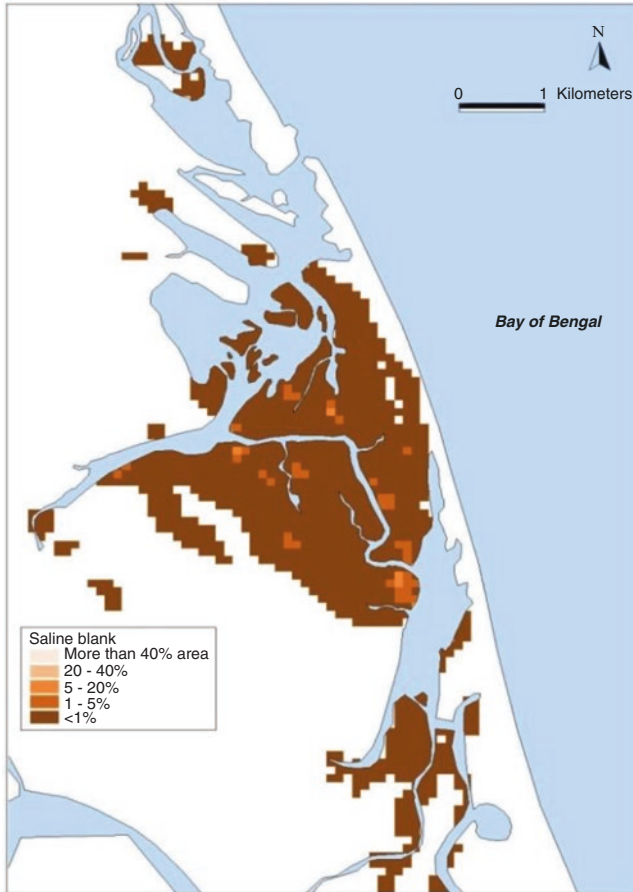 N
0 1 Kilometers
Bay of Bengal
Saline blank
More than 40% area
20 - 40%
5 - 20%
1 - 5%
<1%